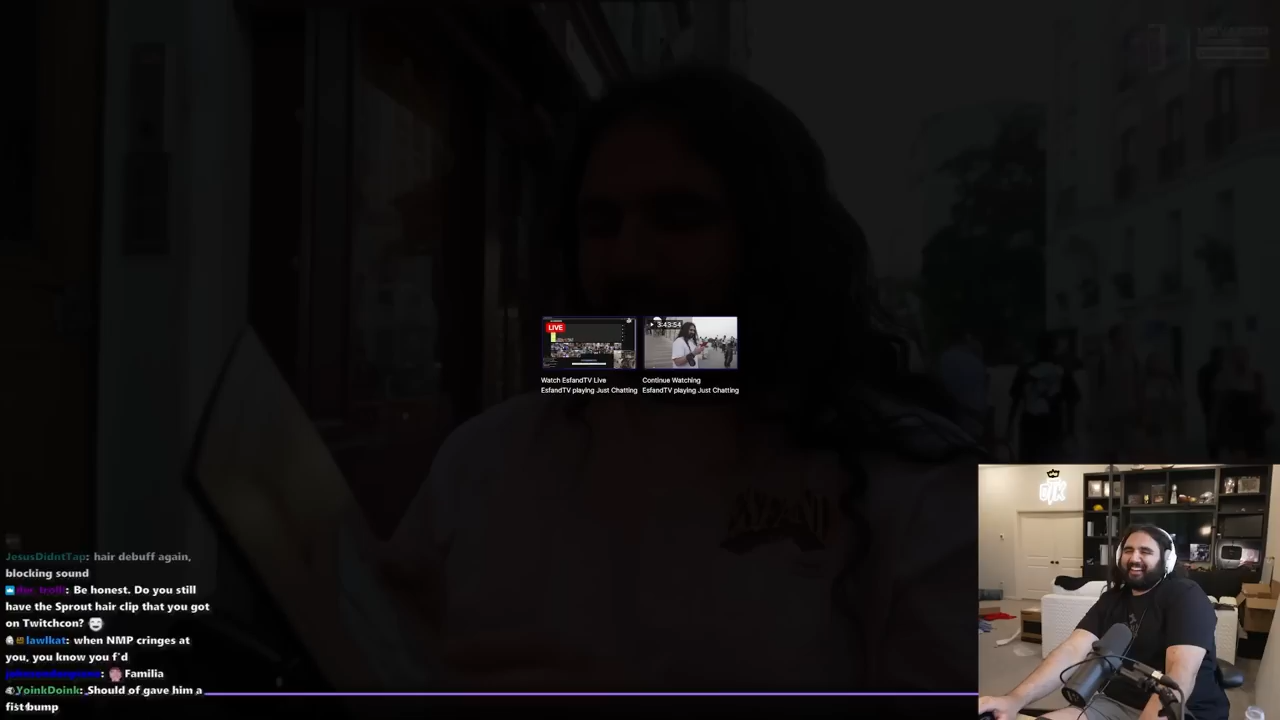 LIVE
3:43:54
Watch EsfandTV Live
EsfandTV playing Just Chatting
Continue Watching
EsfandTV playing Just Chatting
JesusDidntTap: hair debuff again,
blocking sound
Be honest. Do you still
have the Sprout hair clip that you got
on Twitchcon?
lawlkat: when NMP cringes at
you, you know you f'd
: Familia
YoinkDoink: Should of gave him a
fist bump